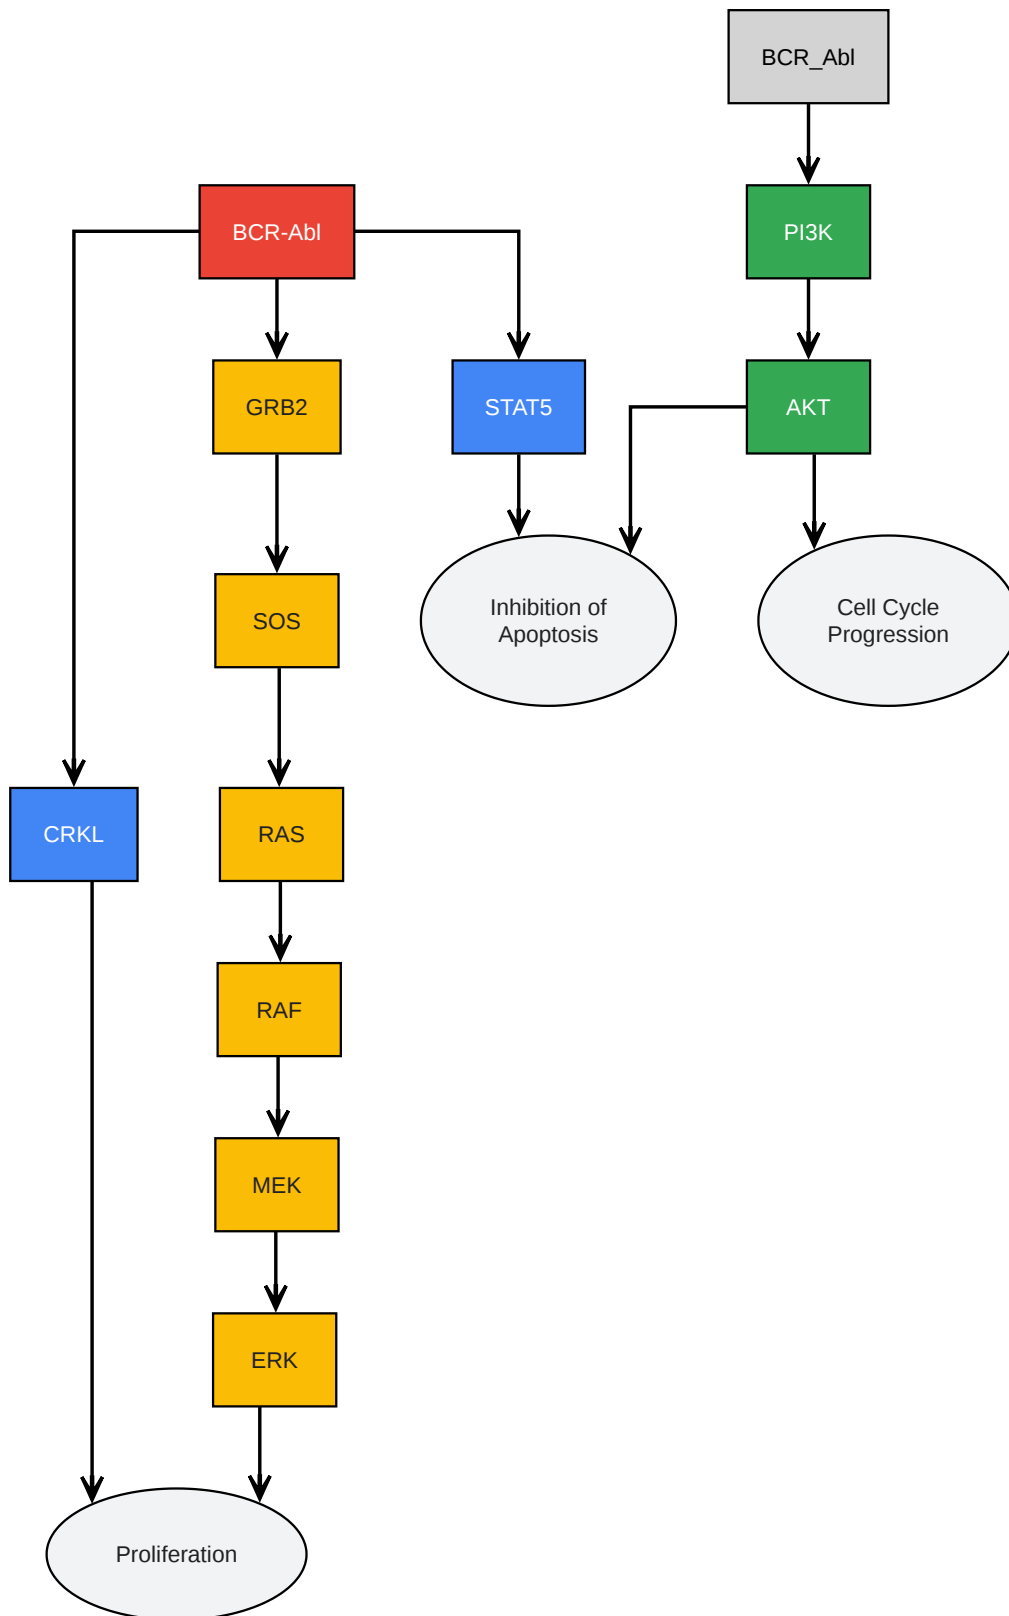 BCR_Abl
BCR-Abl
PI3K
GRB2
STAT5
AKT
SOS
Inhibition of
Apoptosis
Cell Cycle
Progression
CRKL
RAS
RAF
MEK
ERK
Proliferation